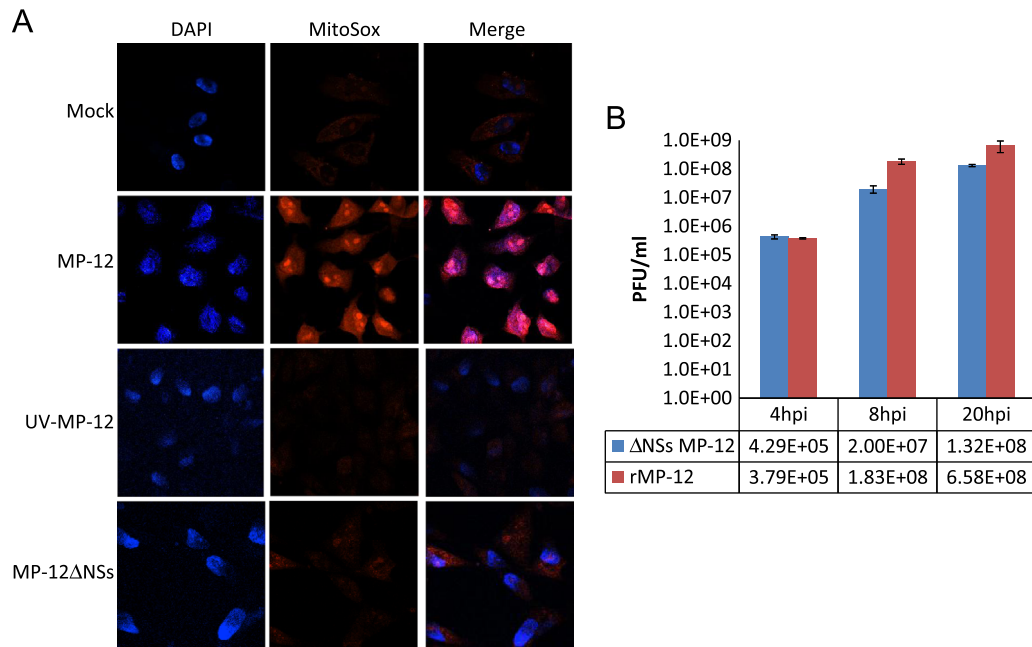 A
DAPI MitoSox Merge
Mock
MP-12
UV-MP-12
MP-12ΔNSs
B
PFU/ml
1.0E+09
1.0E+08
1.0E+07
1.0E+06
1.0E+05
1.0E+04
1.0E+03
1.0E+02
1.0E+01
1.0E+00
4hpi 8hpi 20hpi
ΔNSs MP-12 4.29E+05 2.00E+07 1.32E+08
rMP-12 3.79E+05 1.83E+08 6.58E+08